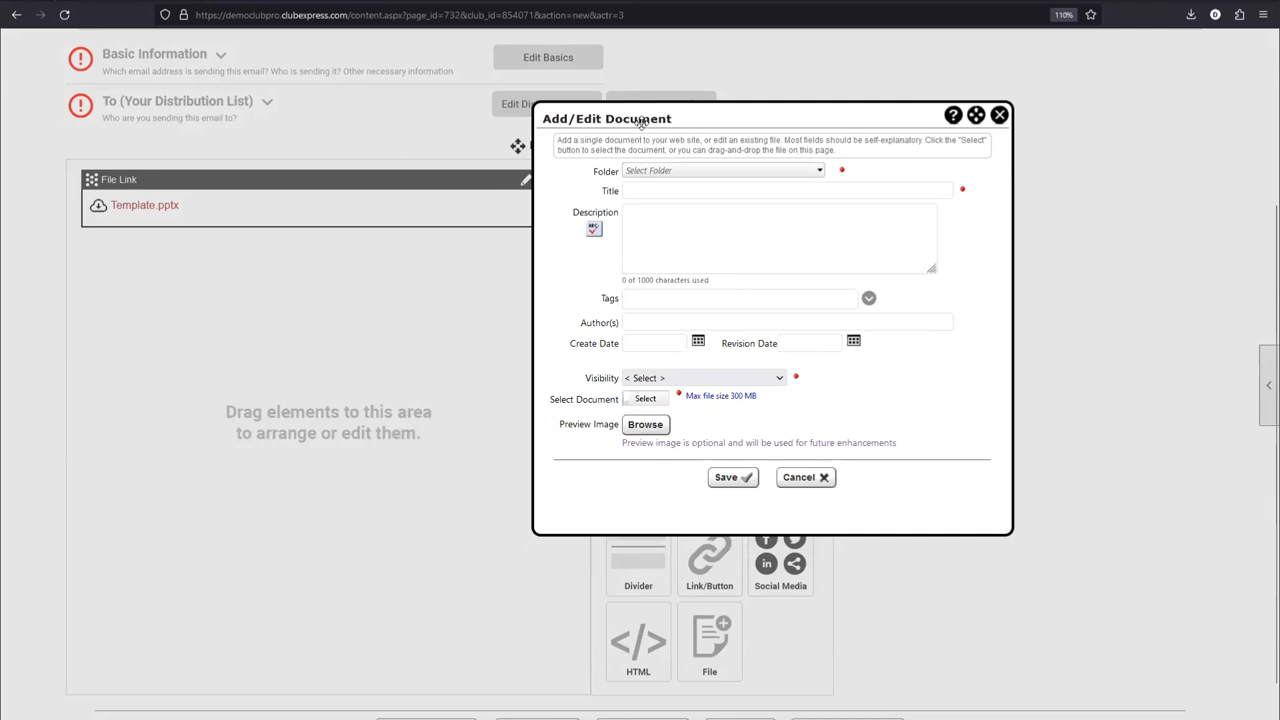 https://democlubpro.clubexpress.com/content.aspx?page_id=732&club_id=854071&action=new&actr=3
110%
Basic Information
Which email address is sending this email? Who is sending it? Other necessary information
Edit Basics
To (Your Distribution List)
Who are you sending this email to?
Edit Di
File Link
Template.pptx
Drag elements to this area
to arrange or edit them.
Add/Edit Document
Add a single document to your web site, or edit an existing file. Most fields should be self-explanatory. Click the "Select"
button to select the document, or you can drag-and-drop the file on this page.
Folder Select Folder
Title
Description
ABC
0 of 1000 characters used
Tags
Author(s)
Create Date Revision Date
Visibility < Select >
Select Document Select Max file size 300 MB
Preview Image Browse
Preview image is optional and will be used for future enhancements
Save Cancel
Divider Link/Button Social Media
HTML File